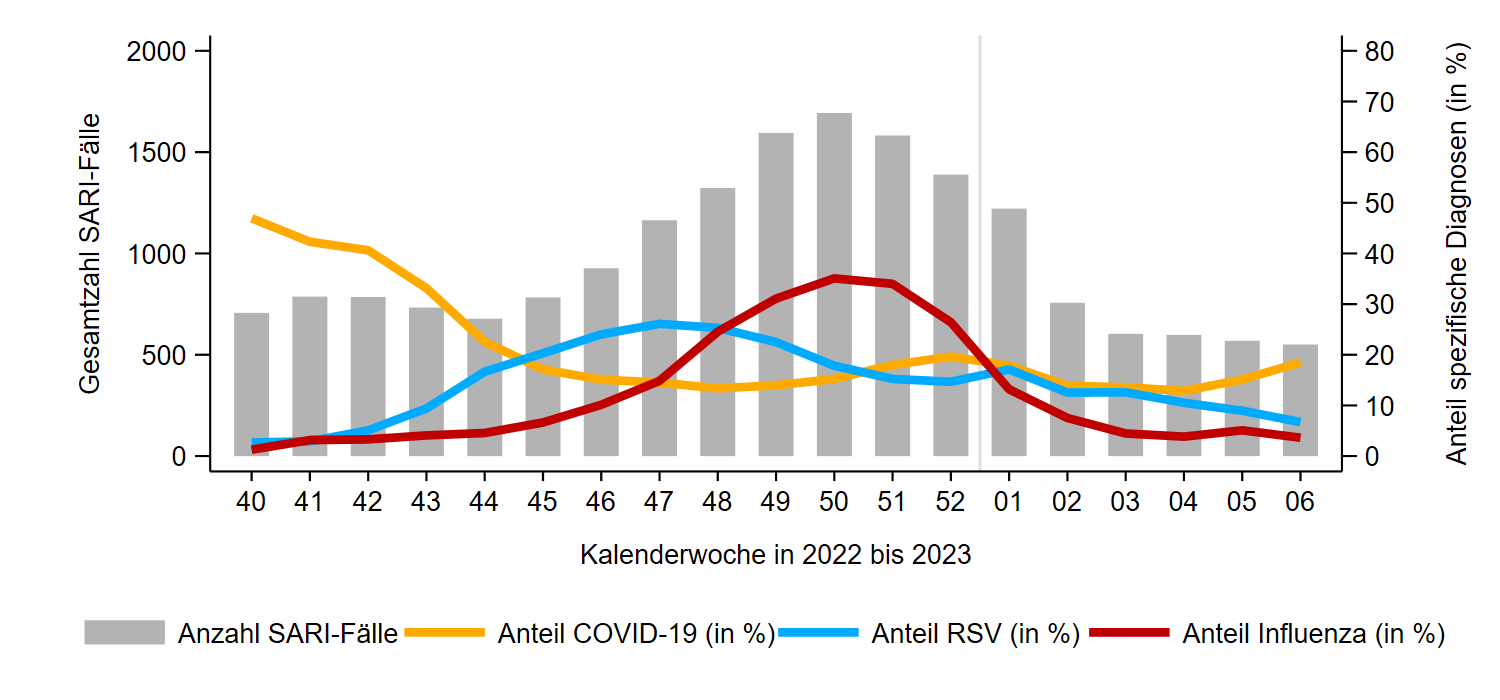 Gesamtzahl SARI-Fälle
2000
1500
1000
500
0
80
70
60
50
40
30
20
10
0
Anteil spezifische Diagnosen (in %)
40 41 42 43 44 45 46 47 48 49 50 51 52 01 02 03 04 05 06
Kalenderwoche in 2022 bis 2023
Anzahl SARI-Fälle Anteil COVID-19 (in %) Anteil RSV (in %) Anteil Influenza (in %)